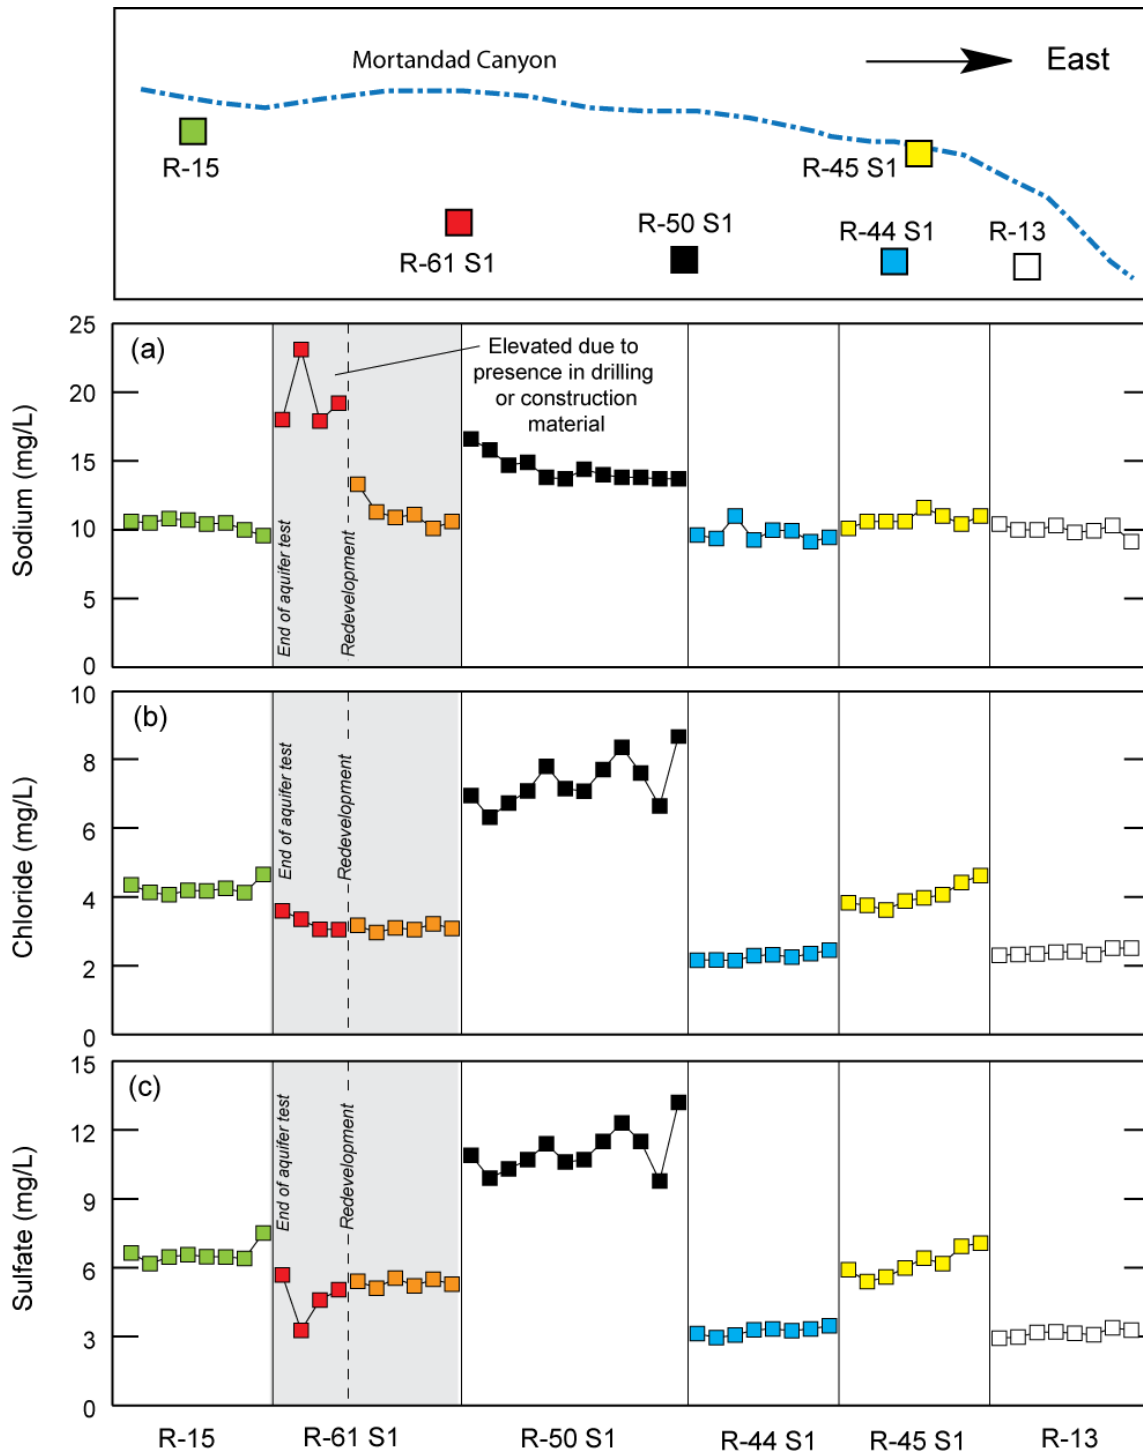 Mortandad Canyon
East
R-15
R-45 S1
R-61 S1
R-50 S1
R-44 S1
R-13
(a)
Elevated due to
presence in drilling
or construction
material
End of aquifer test
Redevelopment
Sodium (mg/L)
25
20
15
10
5
0
(b)
End of aquifer test
Redevelopment
Chloride (mg/L)
10
8
6
4
2
0
(c)
End of aquifer test
Redevelopment
Sulfate (mg/L)
15
12
9
6
3
0
R-15
R-61 S1
R-50 S1
R-44 S1
R-45 S1
R-13